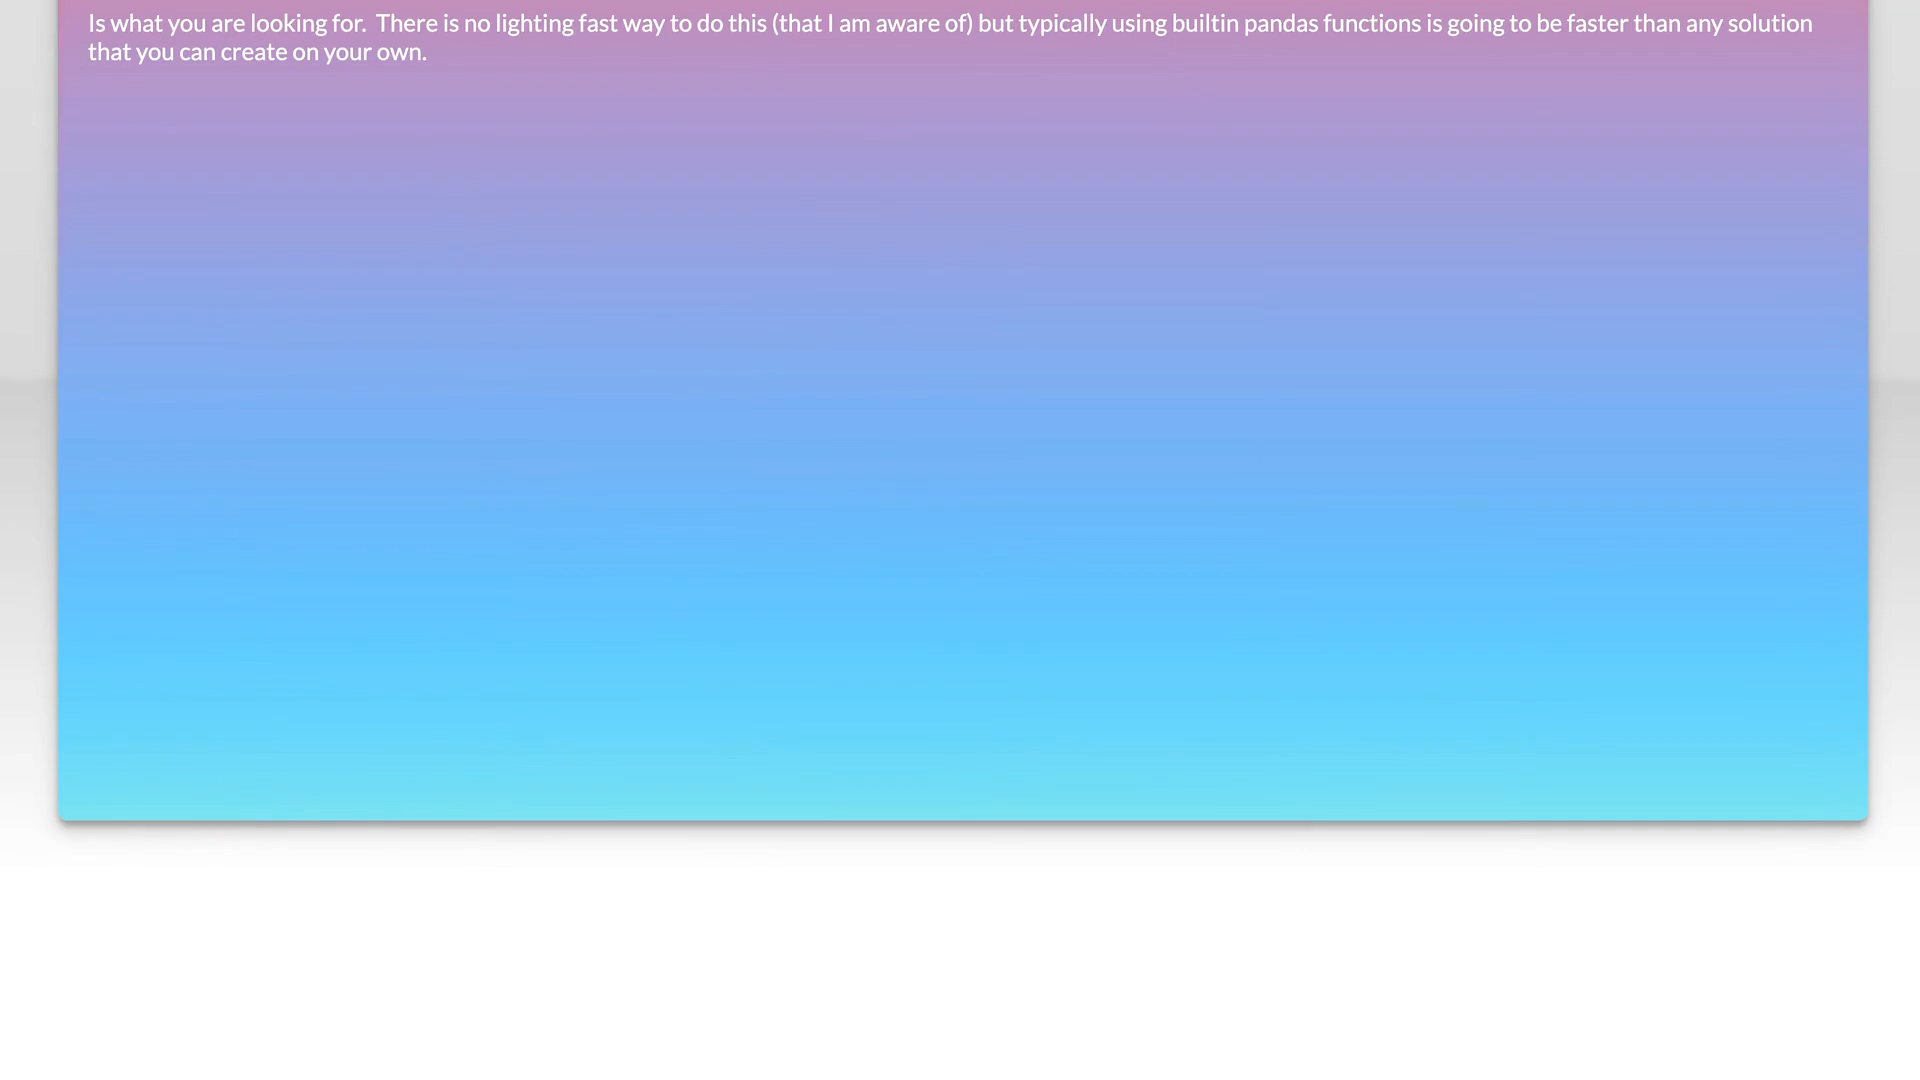 Is what you are looking for.  There is no lighting fast way to do this (that I am aware of) but typically using builtin pandas functions is going to be faster than any solution
that you can create on your own.